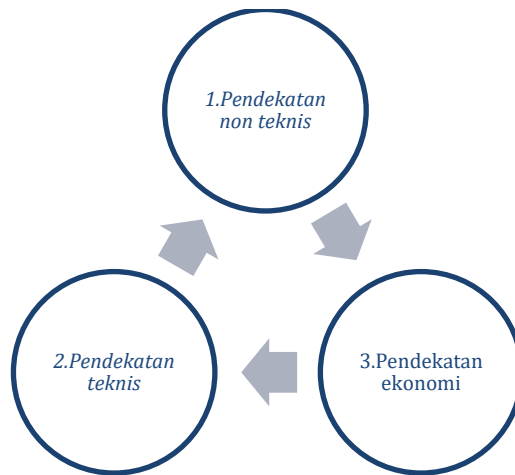 1.Pendekatan
non teknis
2.Pendekatan
teknis
3.Pendekatan
ekonomi